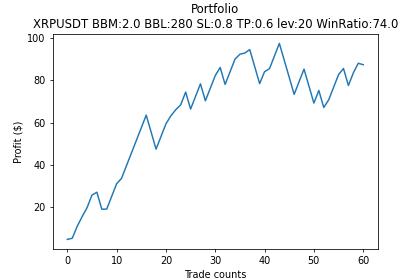 Portfolio
XRPUSDT BBM:2.0 BBL:280 SL:0.8 TP:0.6 lev:20 WinRatio:74.0
100
80
60
40
20
Profit ($)
0 10 20 30 40 50 60
Trade counts